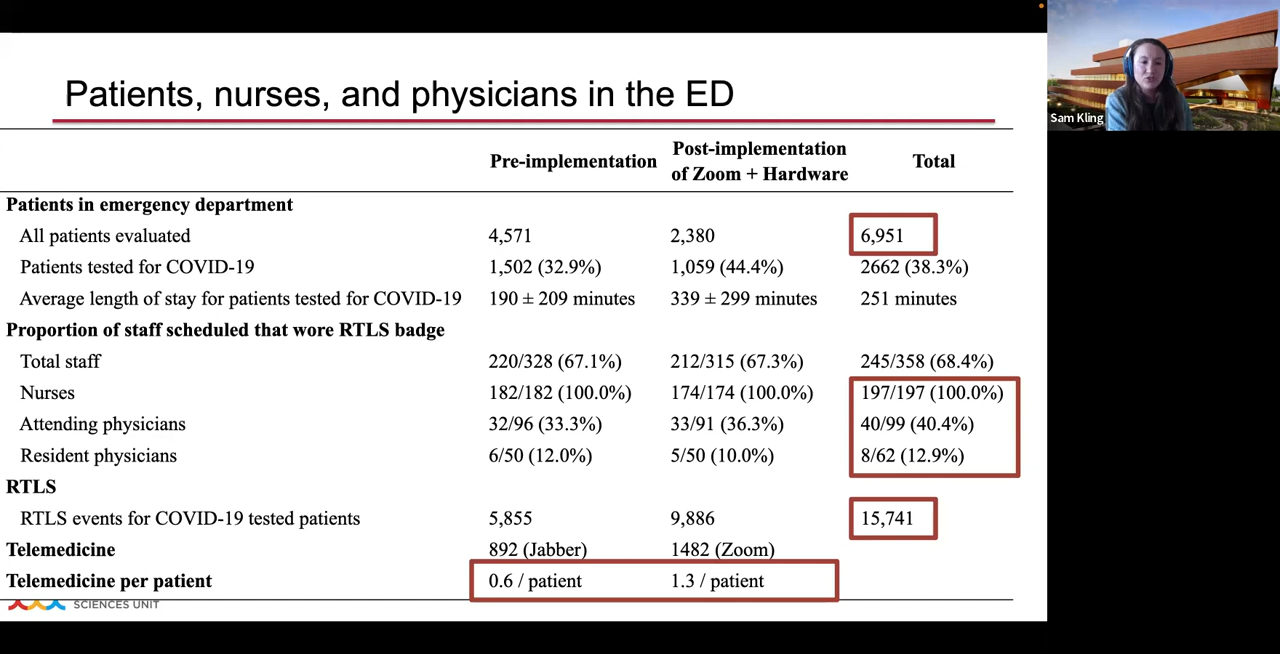 Patients, nurses, and physicians in the ED
Sam Kling
Pre-implementation Post-implementation of Zoom + Hardware Total
Patients in emergency department
All patients evaluated 4,571 2,380 6,951
Patients tested for COVID-19 1,502 (32.9%) 1,059 (44.4%) 2662 (38.3%)
Average length of stay for patients tested for COVID-19 190 ± 209 minutes 339 ± 299 minutes 251 minutes
Proportion of staff scheduled that wore RTLS badge
Total staff 220/328 (67.1%) 212/315 (67.3%) 245/358 (68.4%)
Nurses 182/182 (100.0%) 174/174 (100.0%) 197/197 (100.0%)
Attending physicians 32/96 (33.3%) 33/91 (36.3%) 40/99 (40.4%)
Resident physicians 6/50 (12.0%) 5/50 (10.0%) 8/62 (12.9%)
RTLS
RTLS events for COVID-19 tested patients 5,855 9,886 15,741
Telemedicine 892 (Jabber) 1482 (Zoom)
Telemedicine per patient 0.6 / patient 1.3 / patient
SCIENCES UNIT